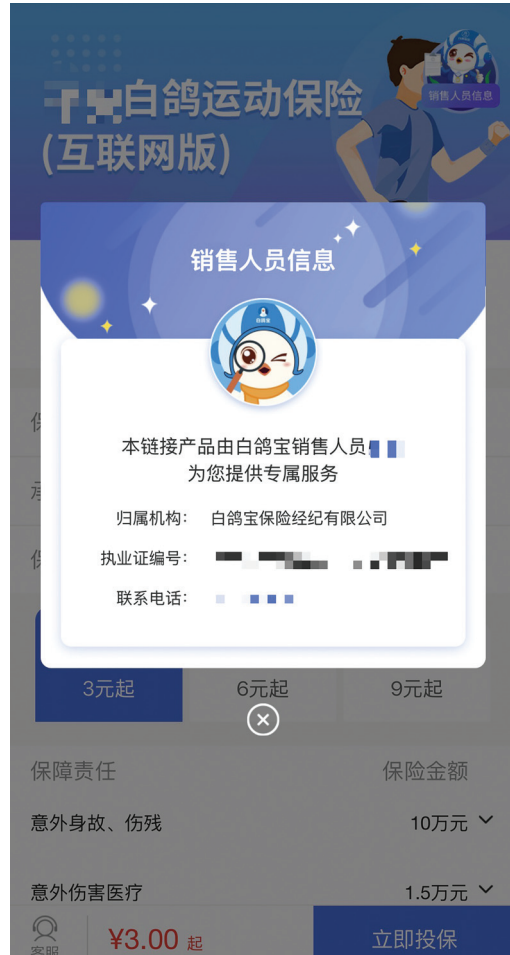 白鸽运动保险
(互联网版)
销售人员信息
销售人员信息
本链接产品由白鸽宝销售人员
为您提供专属服务
归属机构: 白鸽宝保险经纪有限公司
执业证编号:
联系电话:
3元起 6元起 9元起
保障责任 保险金额
意外身故、伤残 10万元
意外伤害医疗 1.5万元
客服 ¥3.00 起 立即投保